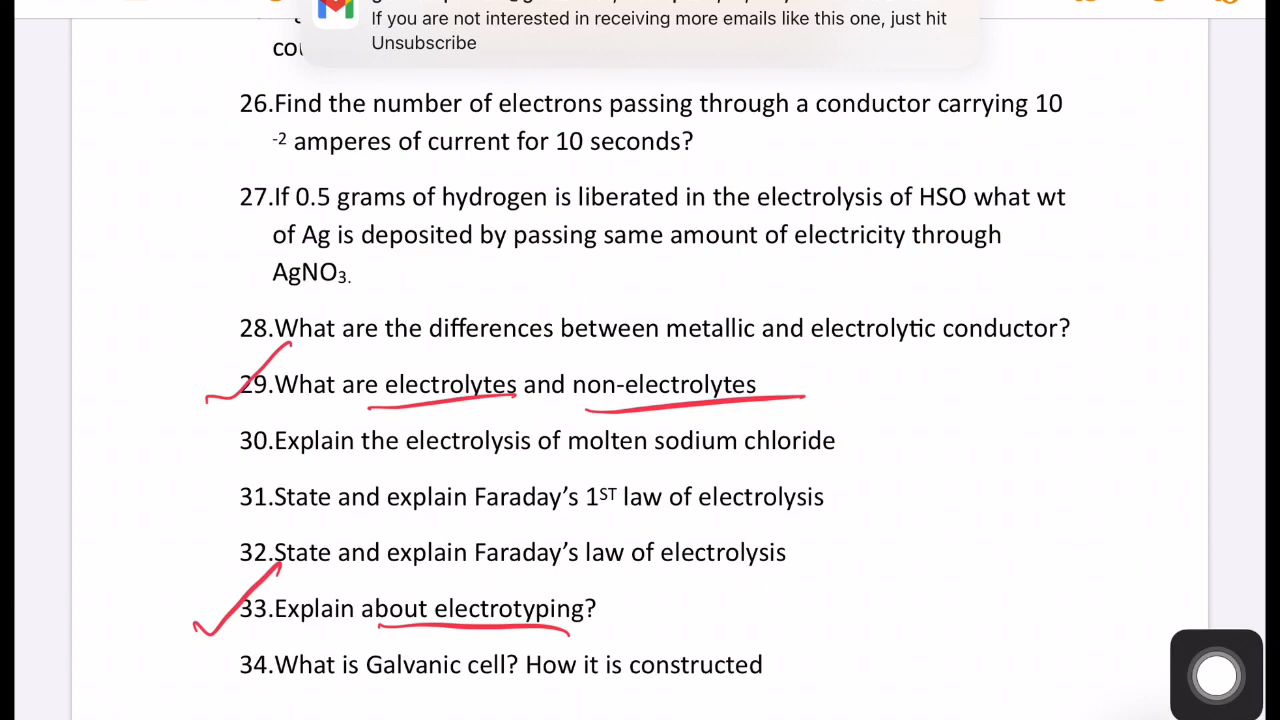 If you are not interested in receiving more emails like this one, just hit
Unsubscribe
26.Find the number of electrons passing through a conductor carrying 10
-2 amperes of current for 10 seconds?
27.If 0.5 grams of hydrogen is liberated in the electrolysis of HSO what wt
of Ag is deposited by passing same amount of electricity through
AgNO3.
28.What are the differences between metallic and electrolytic conductor?
29.What are electrolytes and non-electrolytes
30.Explain the electrolysis of molten sodium chloride
31.State and explain Faraday’s 1ST law of electrolysis
32.State and explain Faraday’s law of electrolysis
33.Explain about electrotyping?
34.What is Galvanic cell? How it is constructed